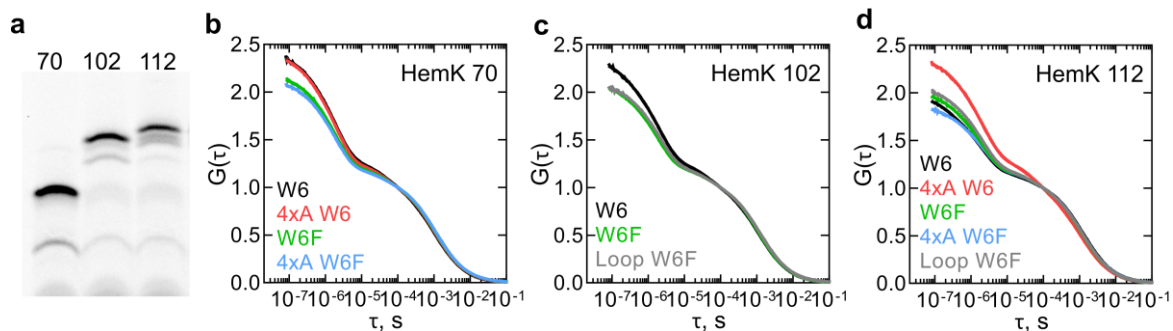 a
70 102 112
b
2.5
2.0
1.5
1.0
0.5
0.0
G(τ)
HemK 70
W6
4xA W6
W6F
4xA W6F
10-7 10-6 10-5 10-4 10-3 10-2 10-1
τ, s
c
2.5
2.0
1.5
1.0
0.5
0.0
G(τ)
HemK 102
W6
W6F
Loop W6F
10-7 10-6 10-5 10-4 10-3 10-2 10-1
τ, s
d
2.5
2.0
1.5
1.0
0.5
0.0
G(τ)
HemK 112
W6
4xA W6
W6F
4xA W6F
Loop W6F
10-7 10-6 10-5 10-4 10-3 10-2 10-1
τ, s